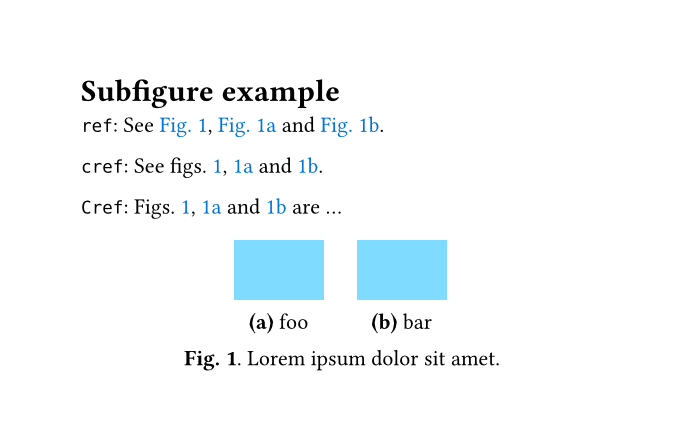 Subfigure example
ref: See Fig. 1, Fig. 1a and Fig. 1b.
cref: See figs. 1, 1a and 1b.
Cref: Figs. 1, 1a and 1b are …
(a) foo (b) bar
Fig. 1. Lorem ipsum dolor sit amet.